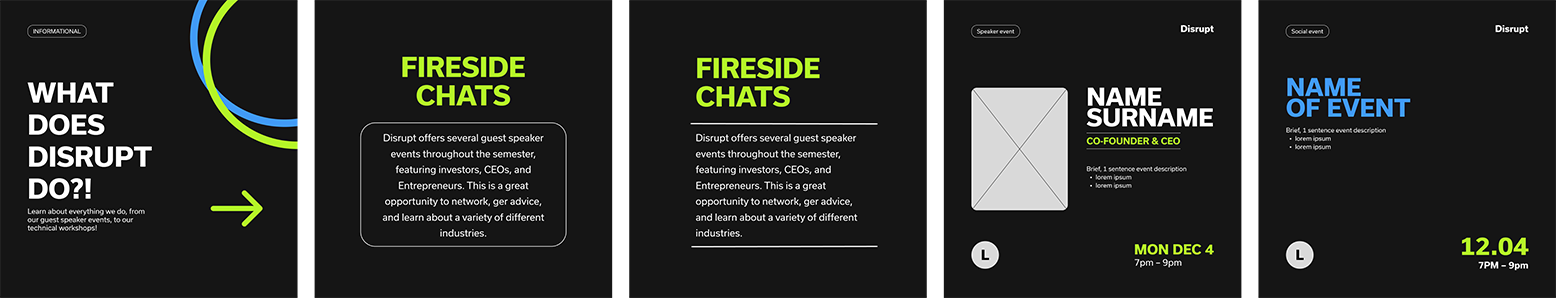 INFORMATIONAL
WHAT
DOES
DISRUPT
DO?!
Learn about everything we do, from
our guest speaker events, to our
technical workshops!
FIRESIDE
CHATS
Disrupt offers several guest speaker
events throughout the semester,
featuring investors, CEOs, and
Entrepreneurs. This is a great
opportunity to network, ger advice,
and learn about a variety of different
industries.
FIRESIDE
CHATS
Disrupt offers several guest speaker
events throughout the semester,
featuring investors, CEOs, and
Entrepreneurs. This is a great
opportunity to network, ger advice,
and learn about a variety of different
industries.
Speaker event
Disrupt
NAME
SURNAME
CO-FOUNDER & CEO
Brief, 1 sentence event description
• lorem ipsum
• lorem ipsum
L
MON DEC 4
7pm – 9pm
Social event
Disrupt
NAME
OF EVENT
Brief, 1 sentence event description
• lorem ipsum
• lorem ipsum
L
12.04
7PM – 9pm